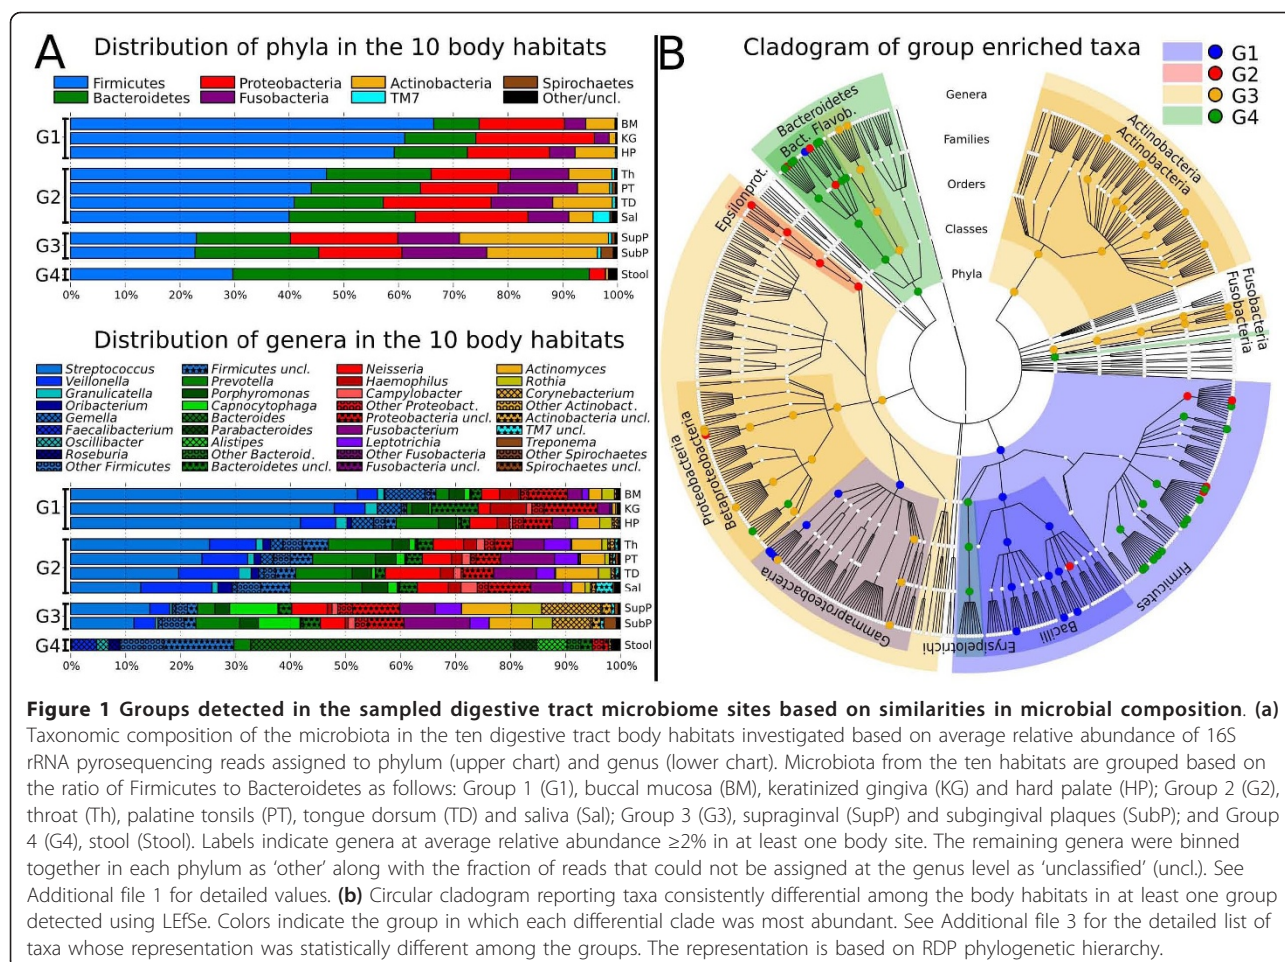 A
Distribution of phyla in the 10 body habitats
Firmicutes Proteobacteria Actinobacteria Spirochaetes
Bacteroidetes Fusobacteria TM7 Other/uncl.
G1
BM
KG
HP
G2
Th
PT
TD
Sal
G3
SupP
SubP
G4
Stool
0% 10% 20% 30% 40% 50% 60% 70% 80% 90% 100%
Distribution of genera in the 10 body habitats
Streptococcus Firmicutes uncl. Neisseria Actinomyces
Veillonella Prevotella Haemophilus Rothia
Granulicatella Porphyromonas Campylobacter Corynebacterium
Oribacterium Capnocytophaga Other Proteobact. Other Actinobact.
Gemella Bacteroides Proteobacteria uncl. Actinobacteria uncl.
Faecalibacterium Parabacteroides Fusobacterium TM7 uncl.
Oscillibacter Alistipes Leptotrichia Treponema
Roseburia Other Bacteroid. Other Fusobacteria Other Spirochaetes
Other Firmicutes Bacteroidetes uncl. Fusobacteria uncl. Spirochaetes uncl.
G1
BM
KG
HP
G2
Th
PT
TD
Sal
G3
SupP
SubP
G4
Stool
0% 10% 20% 30% 40% 50% 60% 70% 80% 90% 100%
B
Cladogram of group enriched taxa
G1
G2
G3
G4
Genera
Families
Orders
Classes
Phyla
Bacteroidetes
Bact. Flavob.
Epsilonprot.
Actinobacteria
Actinobacteria
Fusobacteria
Fusobacteria
Proteobacteria
Betaproteobacteria
Gammaproteobacteria
Erysipelotrichi
Bacilli
Firmicutes
Figure 1 Groups detected in the sampled digestive tract microbiome sites based on similarities in microbial composition. (a)
Taxonomic composition of the microbiota in the ten digestive tract body habitats investigated based on average relative abundance of 16S
rRNA pyrosequencing reads assigned to phylum (upper chart) and genus (lower chart). Microbiota from the ten habitats are grouped based on
the ratio of Firmicutes to Bacteroidetes as follows: Group 1 (G1), buccal mucosa (BM), keratinized gingiva (KG) and hard palate (HP); Group 2 (G2),
throat (Th), palatine tonsils (PT), tongue dorsum (TD) and saliva (Sal); Group 3 (G3), supraginval (SupP) and subgingival plaques (SubP); and Group
4 (G4), stool (Stool). Labels indicate genera at average relative abundance ≥2% in at least one body site. The remaining genera were binned
together in each phylum as ‘other’ along with the fraction of reads that could not be assigned at the genus level as ‘unclassified’ (uncl.). See
Additional file 1 for detailed values. (b) Circular cladogram reporting taxa consistently differential among the body habitats in at least one group
detected using LEfSe. Colors indicate the group in which each differential clade was most abundant. See Additional file 3 for the detailed list of
taxa whose representation was statistically different among the groups. The representation is based on RDP phylogenetic hierarchy.